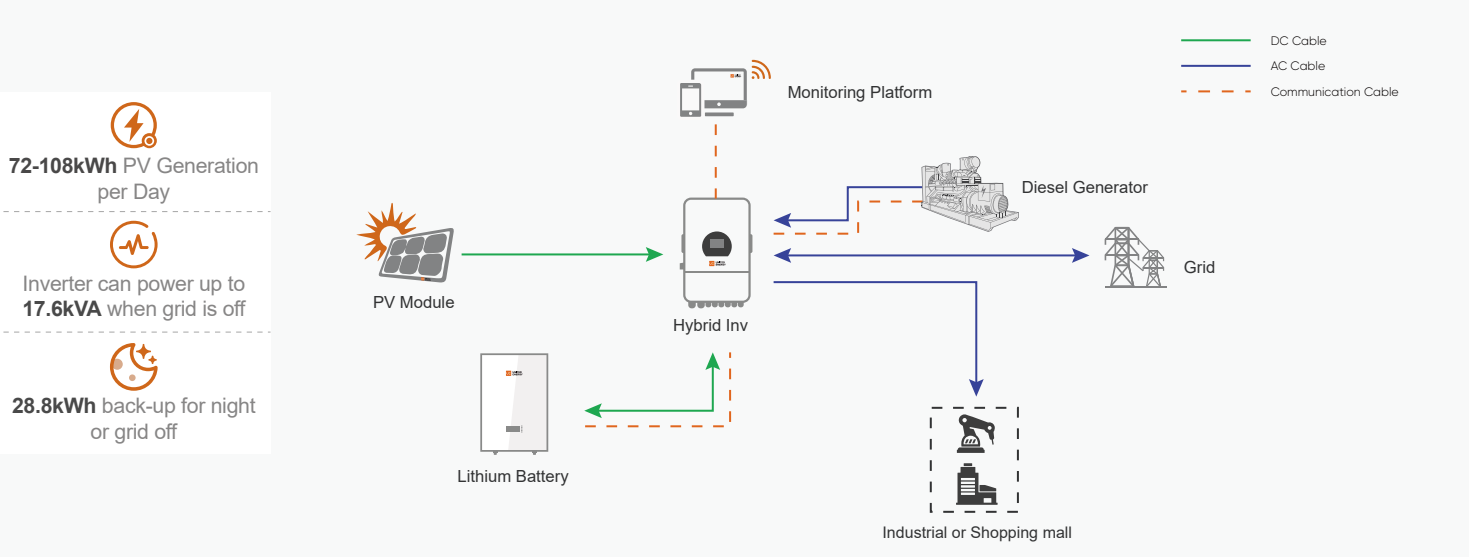 DC Cable
AC Cable
Communication Cable
Monitoring Platform
72-108kWh PV Generation
per Day
Inverter can power up to
17.6kVA when grid is off
28.8kWh back-up for night
or grid off
Diesel Generator
Grid
PV Module
Hybrid Inv
Lithium Battery
Industrial or Shopping mall